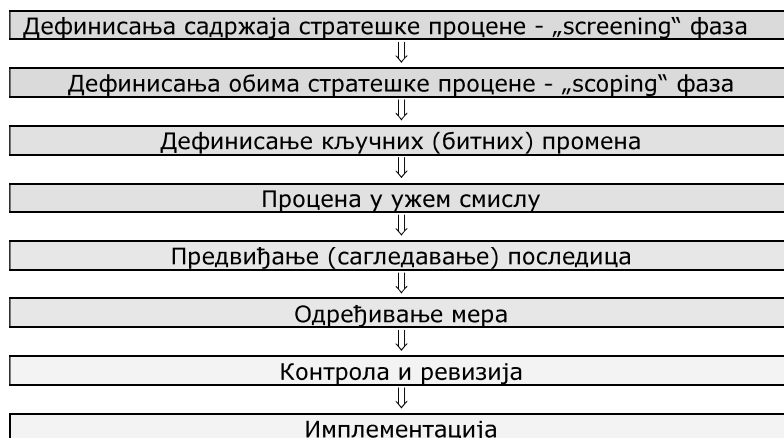 Дефинисања садржаја стратешке процене - „screening“ фаза
Дефинисања обима стратешке процене - „scoping“ фаза
Дефинисање кључних (битних) промена
Процена у ужем смислу
Предвиђање (сагледавање) последица
Одређивање мера
Контрола и ревизија
Имплементација